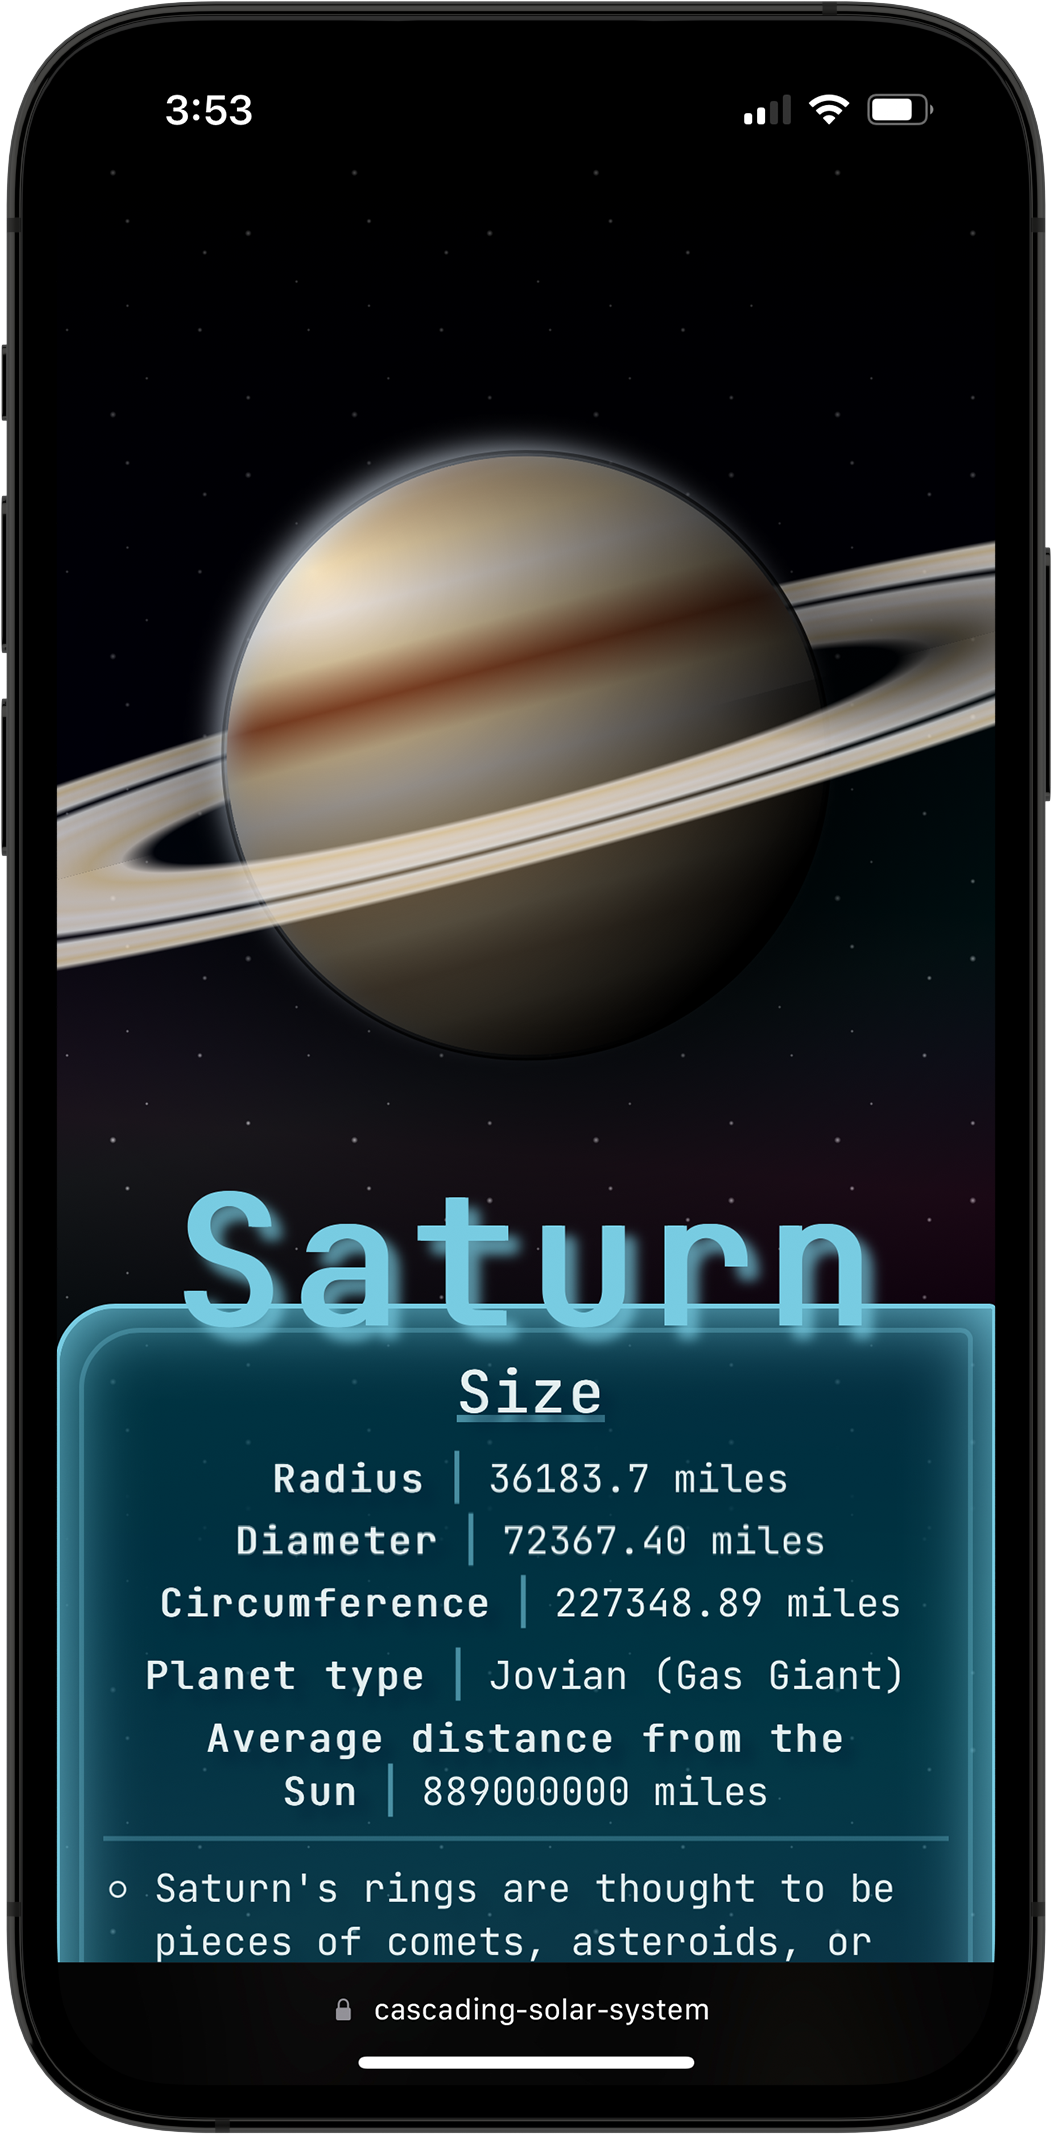 3:53
Saturn
Size
Radius | 36183.7 miles
Diameter | 72367.40 miles
Circumference | 227348.89 miles
Planet type | Jovian (Gas Giant)
Average distance from the
Sun | 889000000 miles
Saturn's rings are thought to be
pieces of comets, asteroids, or
cascading-solar-system